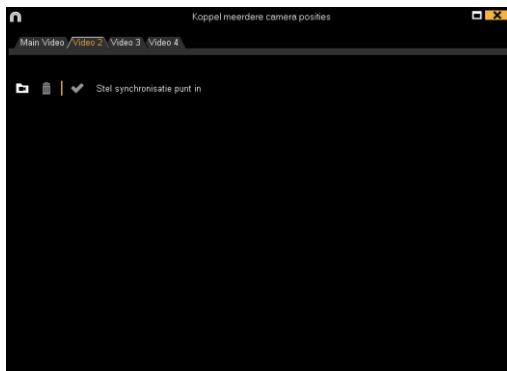 Koppel meerdere camera posities
Main Video Video 2 Video 3 Video 4
Stel synchronisatie punt in